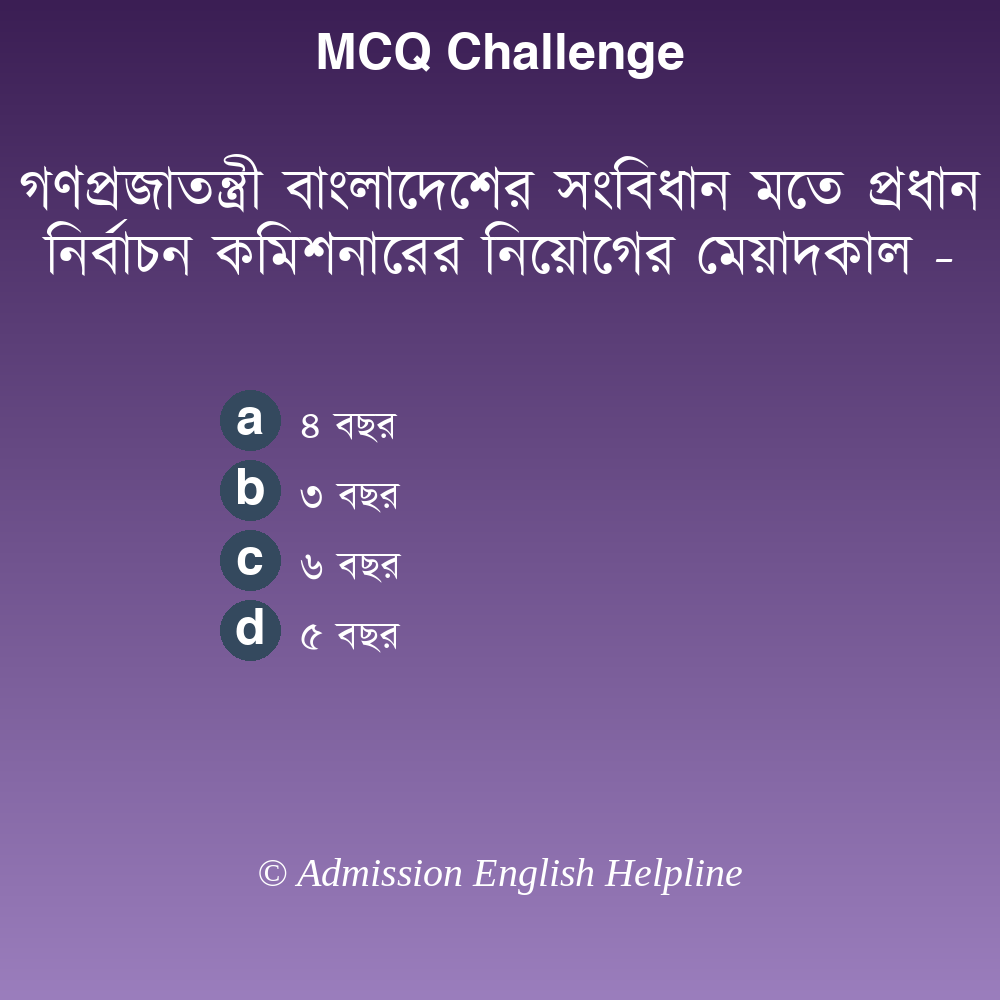 MCQ Challenge
গণপ্রজাতন্ত্রী বাংলাদেশের সংবিধান মতে প্রধান
নির্বাচন কমিশনারের নিয়োগের মেয়াদকাল -
a ৪ বছর
b ৩ বছর
c ৬ বছর
d ৫ বছর
© Admission English Helpline